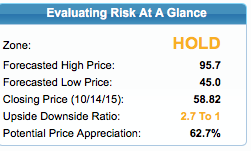 Evaluating Risk At A Glance
Zone: HOLD
Forecasted High Price: 95.7
Forecasted Low Price: 45.0
Closing Price (10/14/15): 58.82
Upside Downside Ratio: 2.7 To 1
Potential Price Appreciation: 62.7%